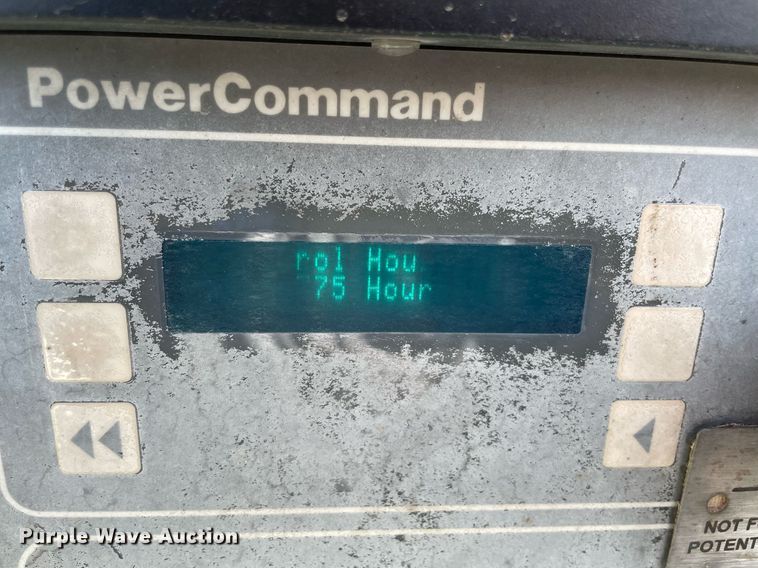 PowerCommand
rol Hou
75 Hour
NOT F
POTENT
Purple Wave Auction